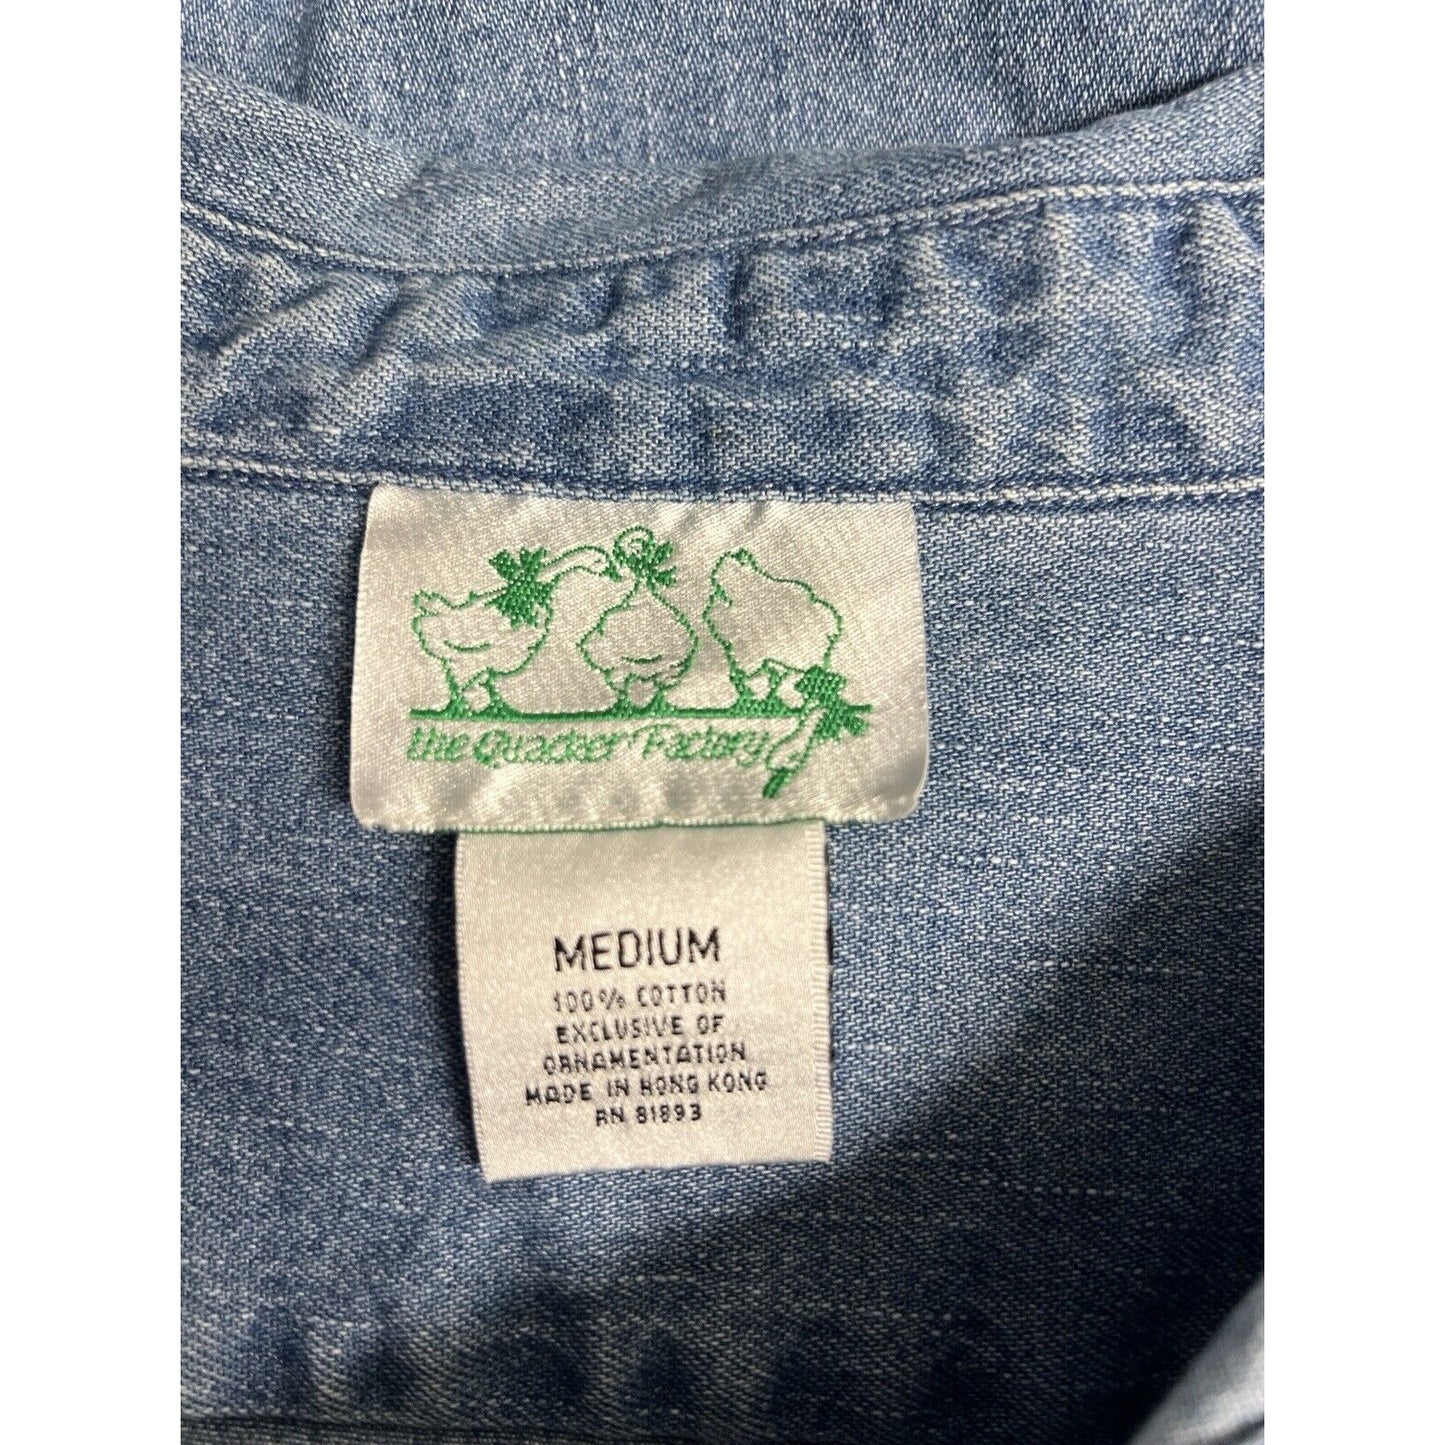 the Quacker Factory
MEDIUM
100% COTTON
EXCLUSIVE OF
ORNAMENTATION
MADE IN HONG KONG
RN 81893